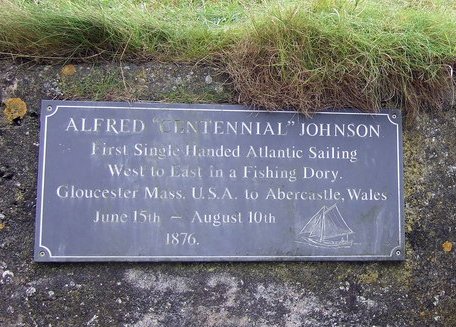 ALFRED "CENTENNIAL" JOHNSON
First Single Handed Atlantic Sailing
West to East in a Fishing Dory.
Gloucester Mass. U.S.A. to Abercastle, Wales
June 15th ~ August 10th
1876.